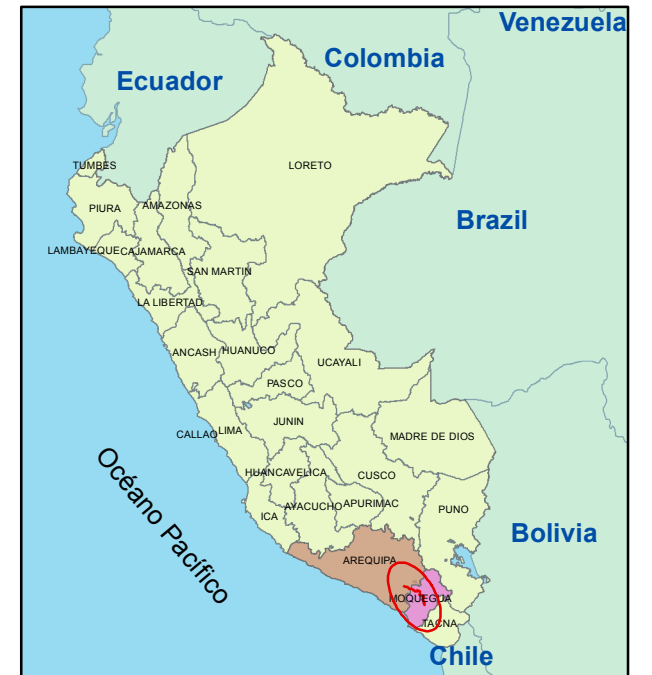 Venezuela
Colombia
Ecuador
TUMBES
LORETO
PIURA
AMAZONAS
Brazil
LAMBAYEQUE
CAJAMARCA
SAN MARTIN
LA LIBERTAD
ANCASH
HUANUCO
UCAYALI
PASCO
JUNIN
CALLAO
LIMA
MADRE DE DIOS
Océano Pacífico
HUANCAVELICA
CUSCO
AYACUCHO
APURIMAC
PUNO
ICA
Bolivia
AREQUIPA
MOQUEGUA
TACNA
Chile